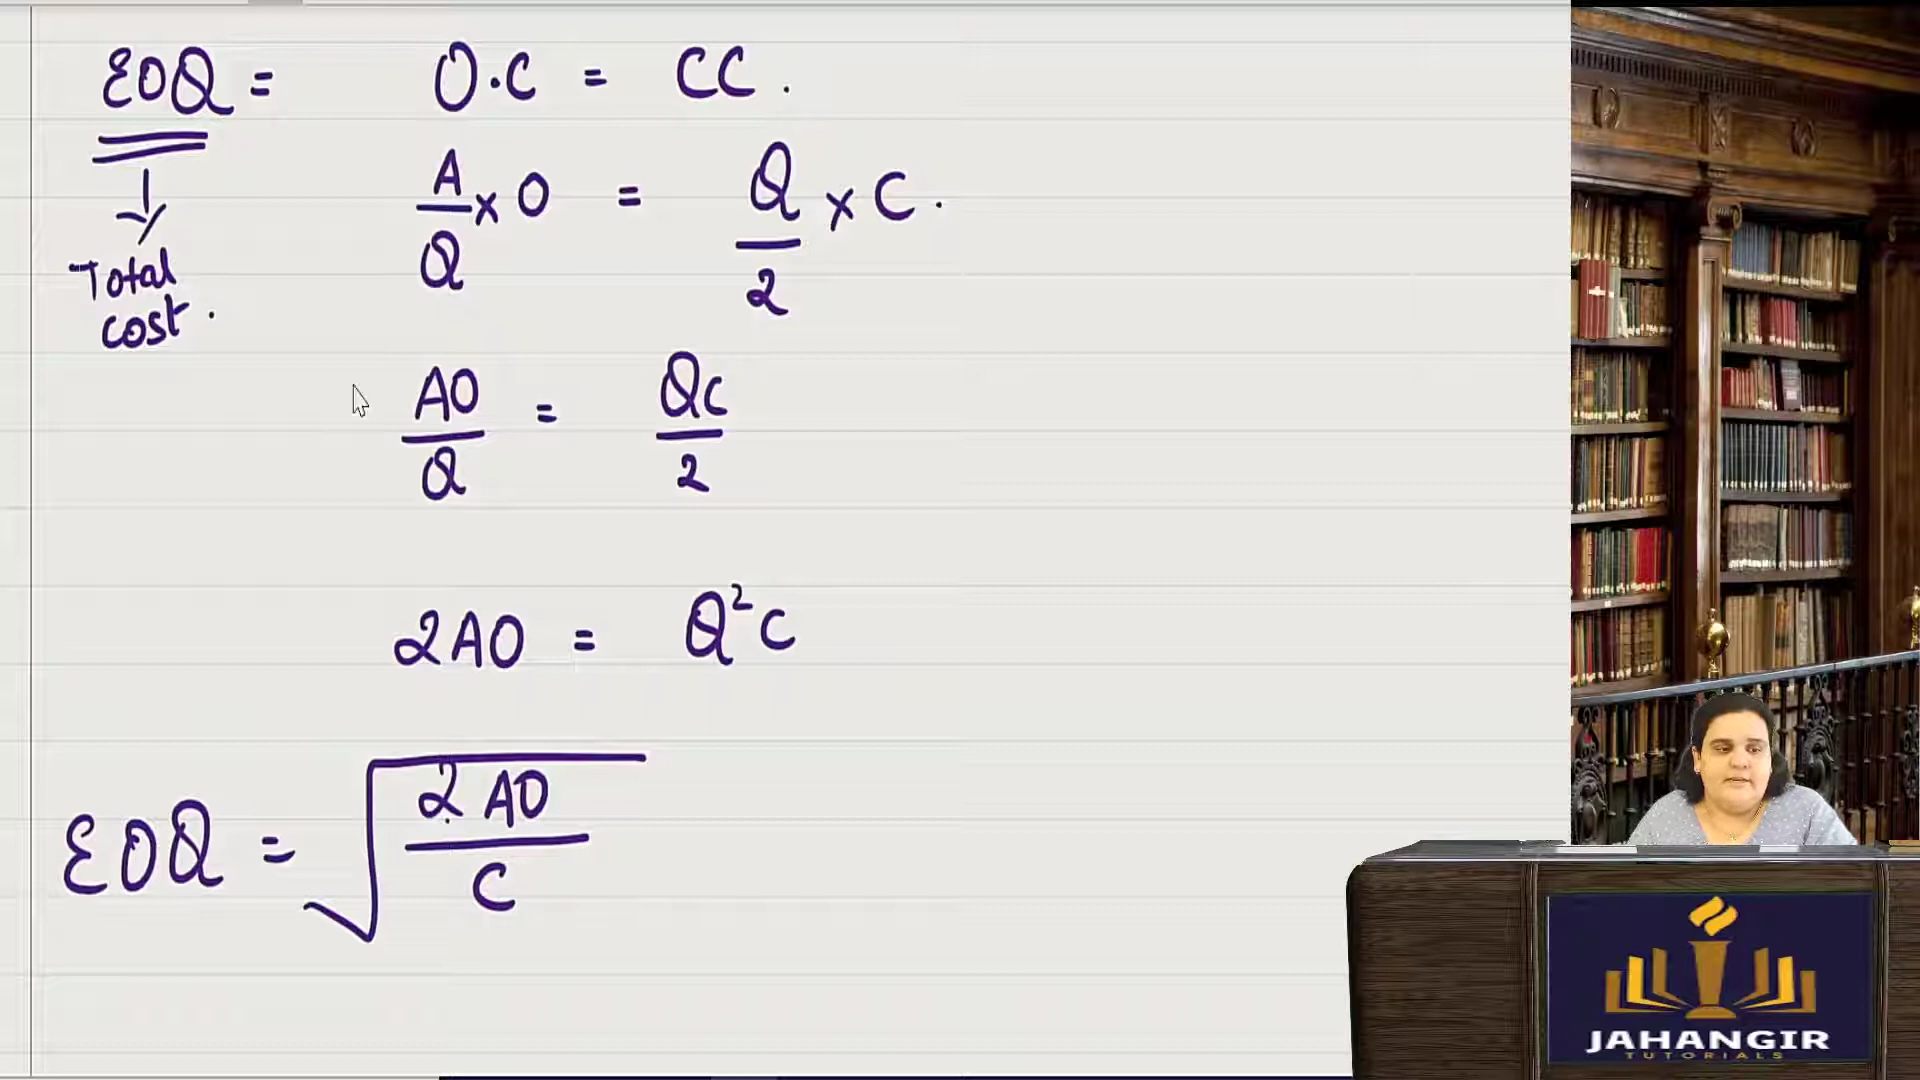 EOQ = O.C = CC.
A/Q x O = Q/2 x C.
Total
cost.
AO/Q = QC/2
2AO = Q²C
EOQ = √(2AO/C)
JAHANGIR
TUTORIALS